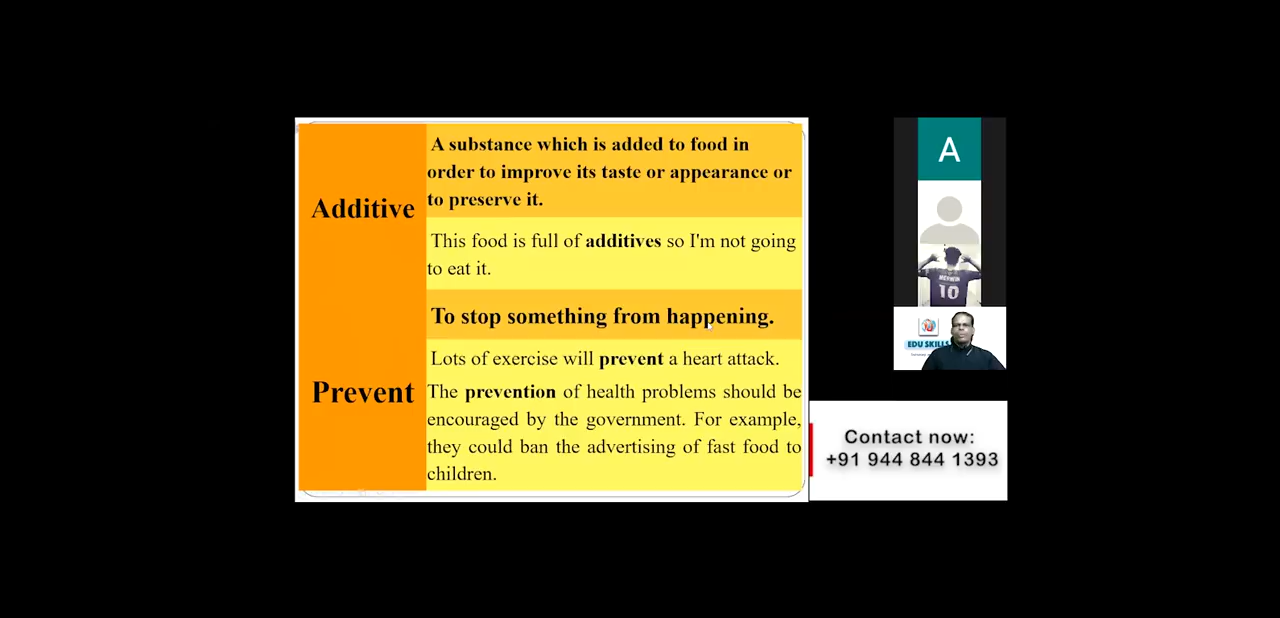 Additive
A substance which is added to food in
order to improve its taste or appearance or
to preserve it.
This food is full of additives so I'm not going
to eat it.
Prevent
To stop something from happening.
Lots of exercise will prevent a heart attack.
The prevention of health problems should be
encouraged by the government. For example,
they could ban the advertising of fast food to
children.
A
10
EDU SKILLS
Contact now:
+91 944 844 1393